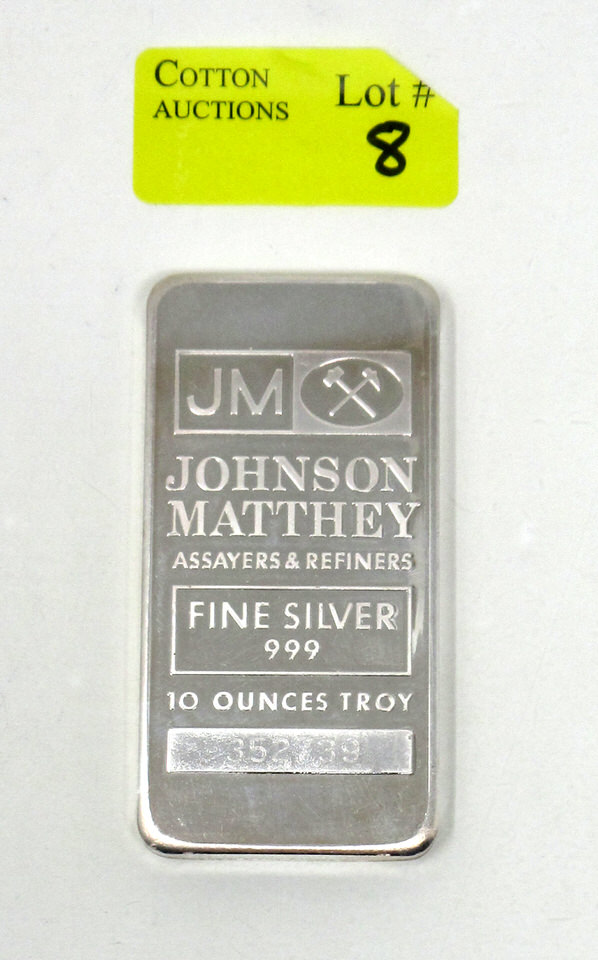 COTTON
AUCTIONS
Lot #
8
JM
JOHNSON
MATTHEY
ASSAYERS & REFINERS
FINE SILVER
999
10 OUNCES TROY